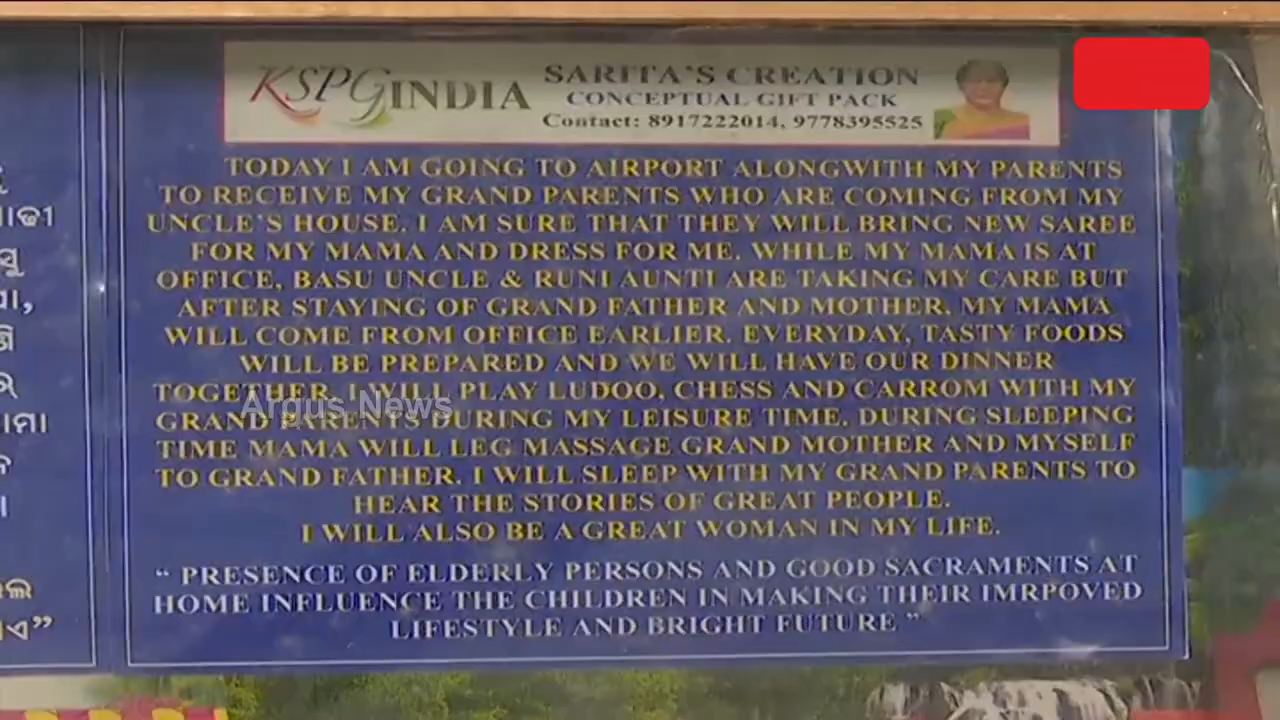 KSPGINDIA
SARITA'S CREATION
CONCEPTUAL GIFT PACK
Contact: 8917222014, 9778395525
TODAY I AM GOING TO AIRPORT ALONGWITH MY PARENTS
TO RECEIVE MY GRAND PARENTS WHO ARE COMING FROM MY
UNCLE'S HOUSE. I AM SURE THAT THEY WILL BRING NEW SAREE
FOR MY MAMA AND DRESS FOR ME. WHILE MY MAMA IS AT
OFFICE, BASU UNCLE & RUNI AUNTI ARE TAKING MY CARE BUT
AFTER STAYING OF GRAND FATHER AND MOTHER, MY MAMA
WILL COME FROM OFFICE EARLIER. EVERYDAY, TASTY FOODS
WILL BE PREPARED AND WE WILL HAVE OUR DINNER
TOGETHER. I WILL PLAY LUDOO, CHESS AND CARROM WITH MY
GRAND PARENTS DURING MY LEISURE TIME. DURING SLEEPING
TIME MAMA WILL LEG MASSAGE GRAND MOTHER AND MYSELF
TO GRAND FATHER. I WILL SLEEP WITH MY GRAND PARENTS TO
HEAR THE STORIES OF GREAT PEOPLE.
I WILL ALSO BE A GREAT WOMAN IN MY LIFE.
" PRESENCE OF ELDERLY PERSONS AND GOOD SACRAMENTS AT
HOME INFLUENCE THE CHILDREN IN MAKING THEIR IMRPOVED
LIFESTYLE AND BRIGHT FUTURE "
Argus News